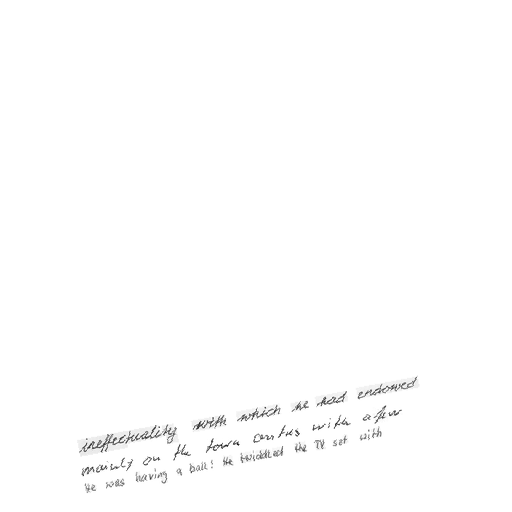 ineffectuality with which he had endowed
mainly on the town centres with a few
He was having a ball! He twiddled the TV set with